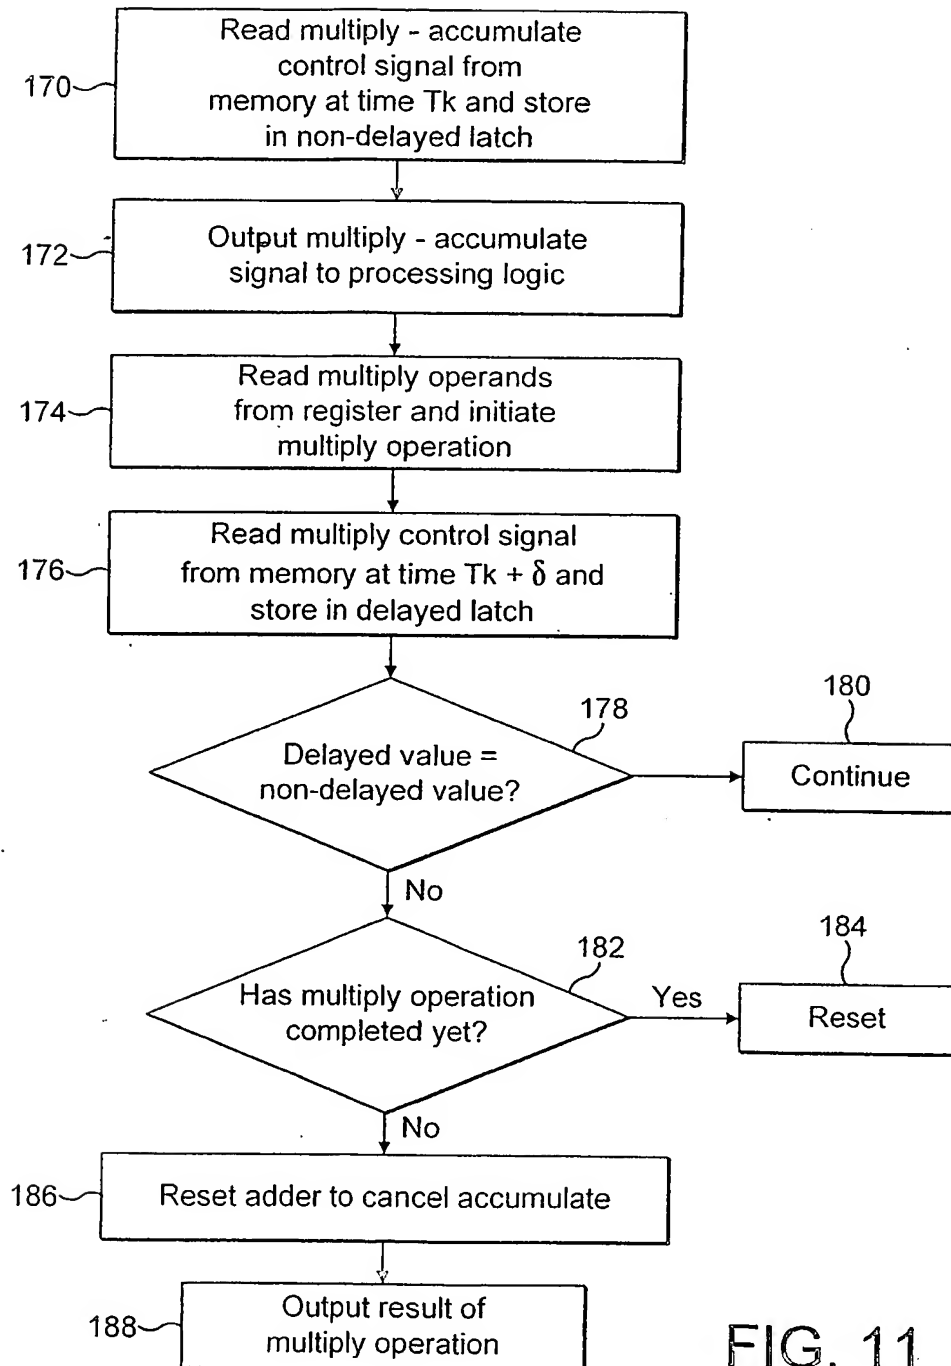 Read multiply - accumulate
control signal from
memory at time Tk and store
in non-delayed latch
170
Output multiply - accumulate
signal to processing logic
172
Read multiply operands
from register and initiate
multiply operation
174
Read multiply control signal
from memory at time Tk + δ and
store in delayed latch
176
Delayed value =
non-delayed value?
178
180
Continue
No
Has multiply operation
completed yet?
182
Yes
184
Reset
No
Reset adder to cancel accumulate
186
Output result of
multiply operation
188
FIG. 11